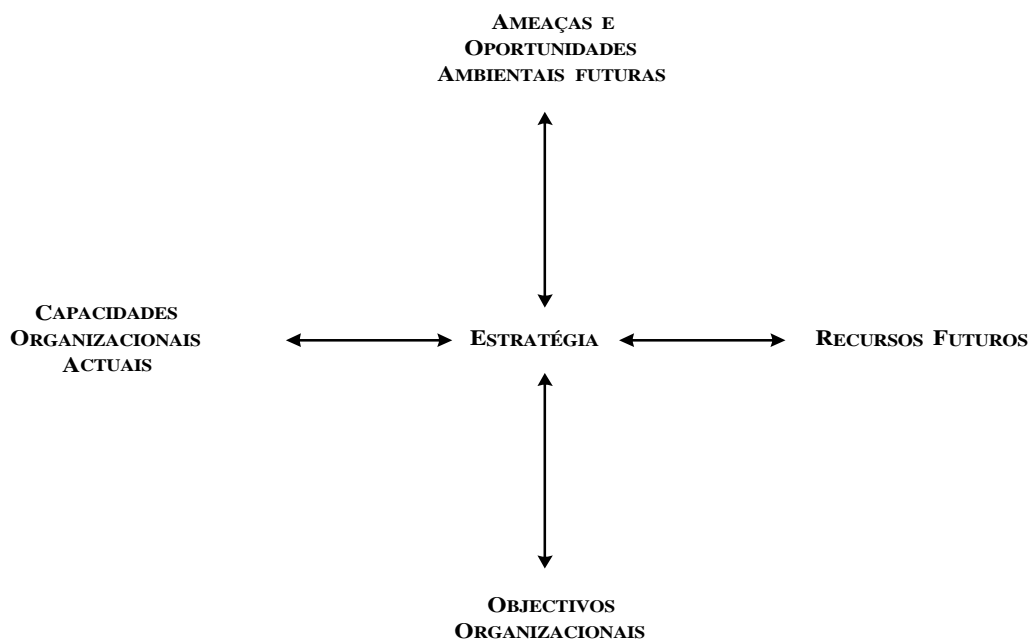 AMEAÇAS E
OPORTUNIDADES
AMBIENTAIS FUTURAS
CAPACIDADES
ORGANIZACIONAIS
ACTUAIS
ESTRATÉGIA
RECURSOS FUTUROS
OBJECTIVOS
ORGANIZACIONAIS